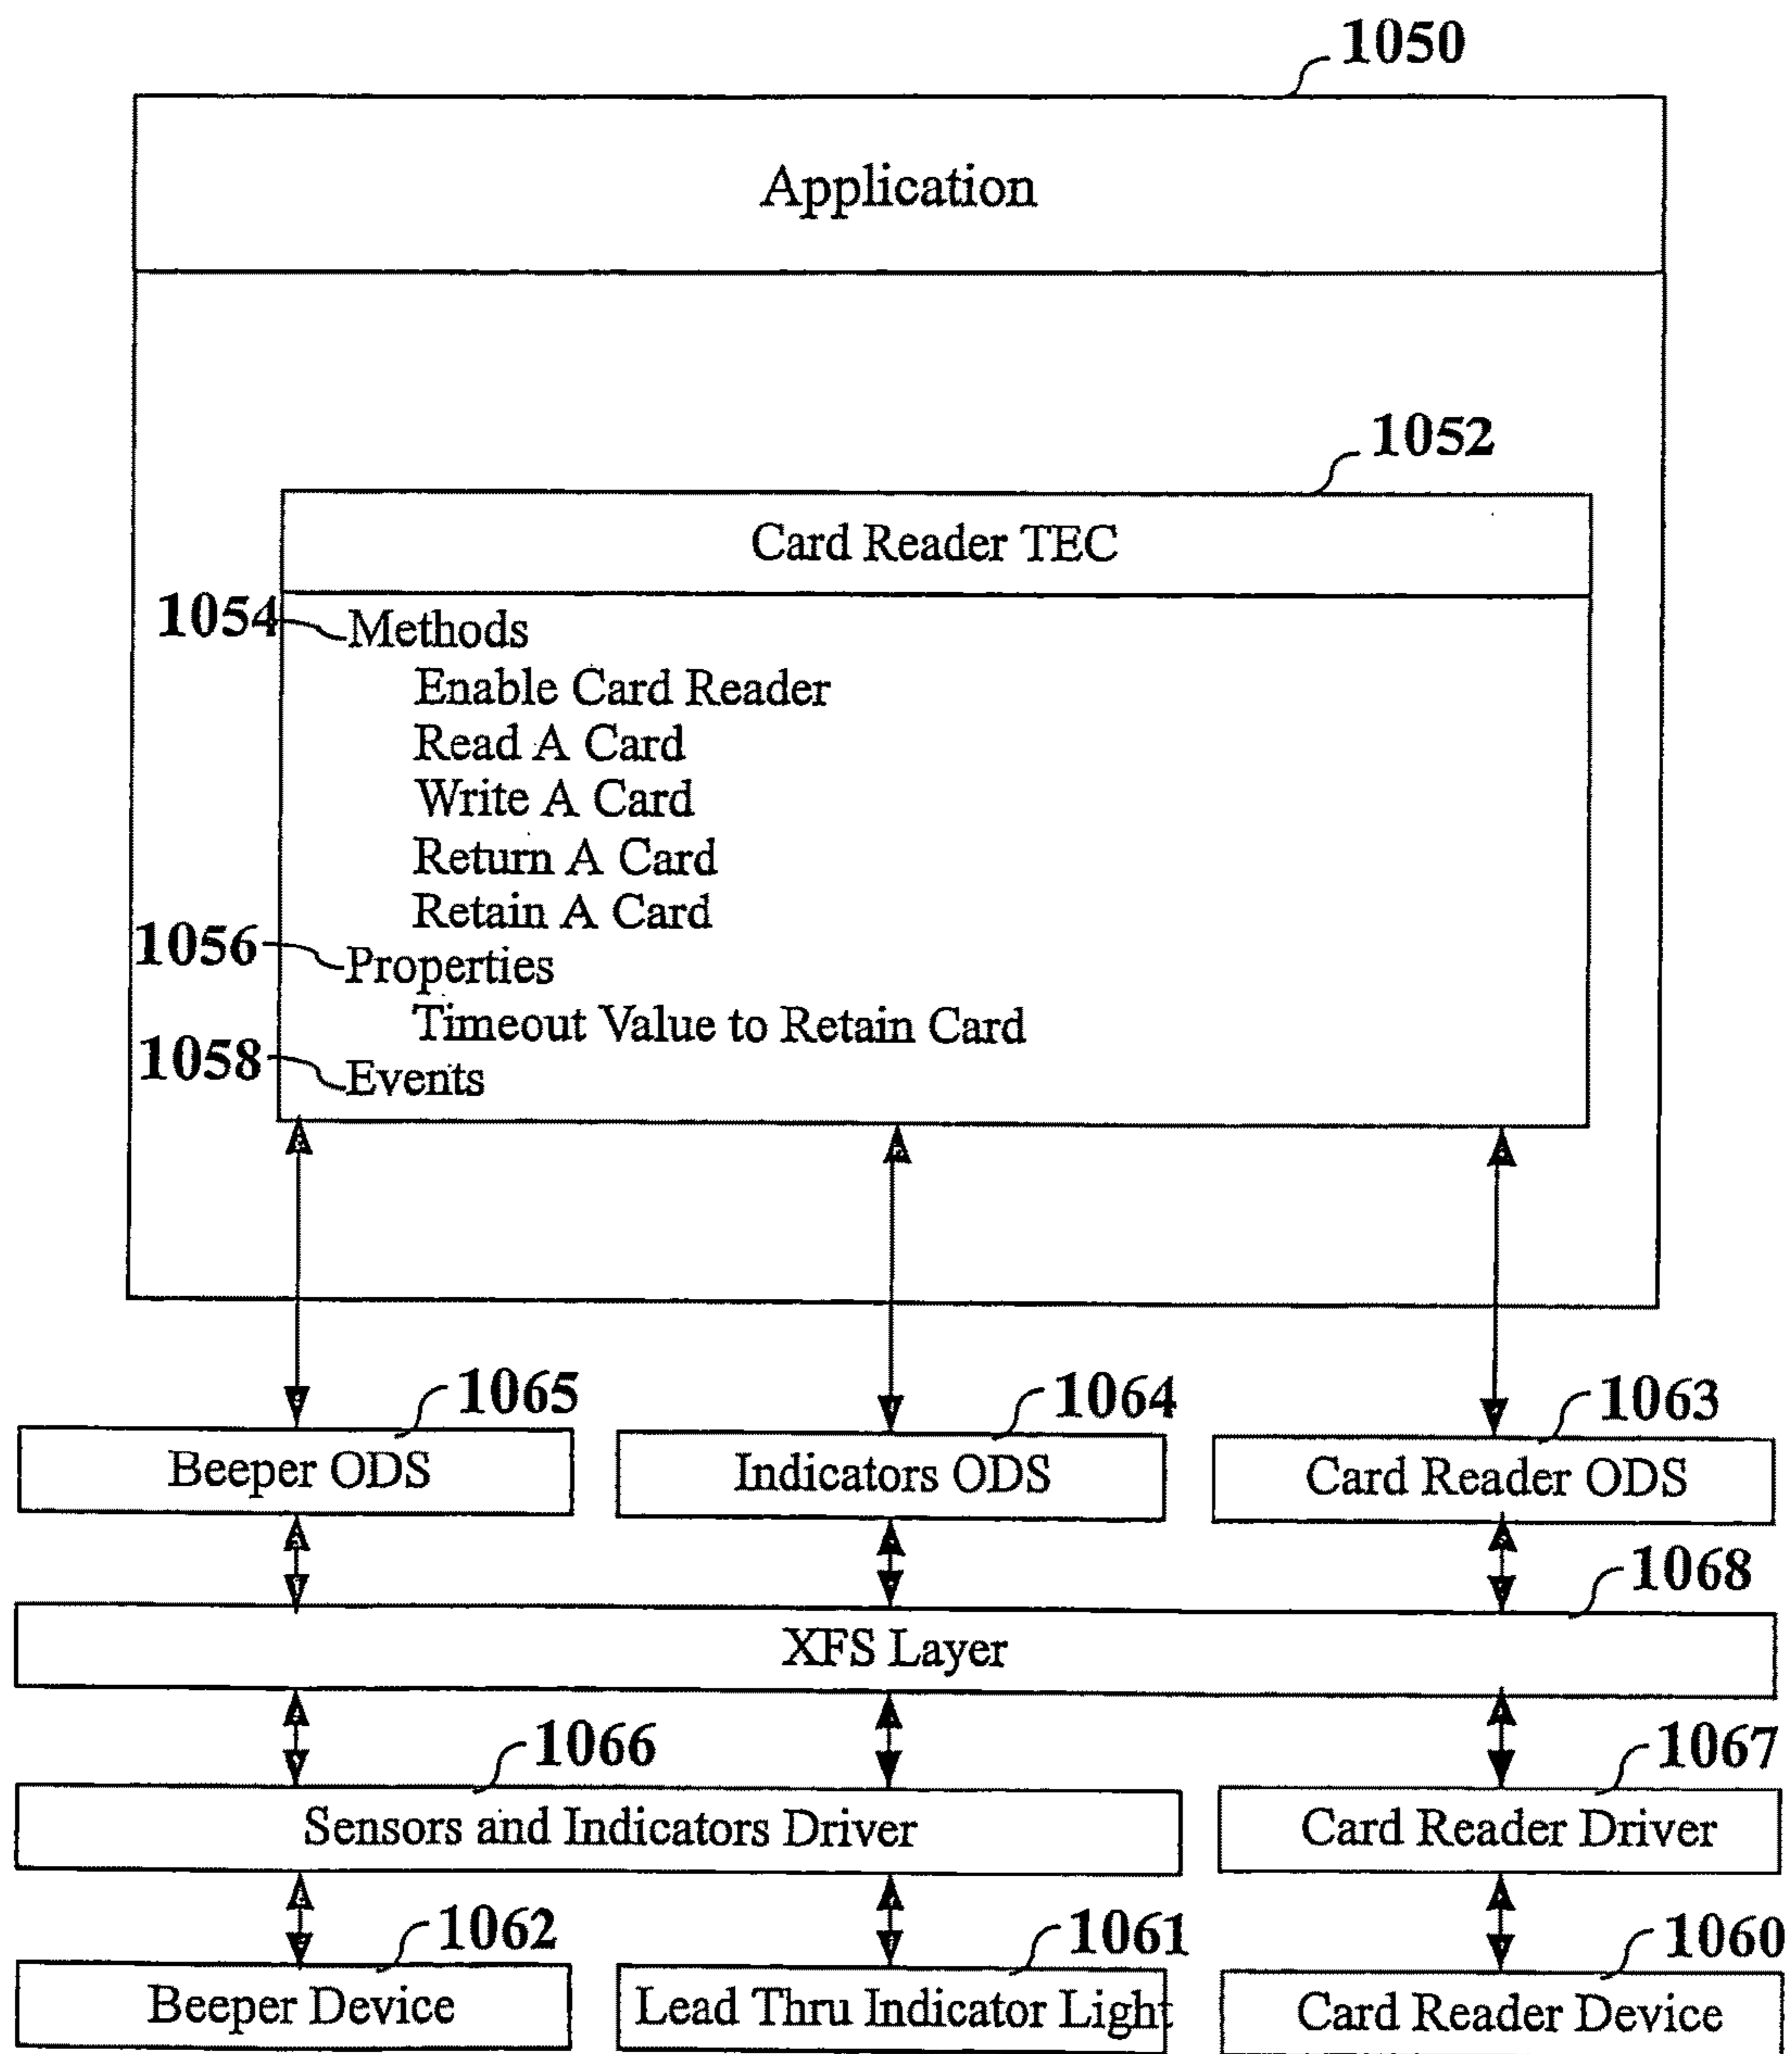 1050
Application
1052
Card Reader TEC
1054
Methods
Enable Card Reader
Read A Card
Write A Card
Return A Card
Retain A Card
1056
Properties
Timeout Value to Retain Card
1058
Events
1065
1064
1063
Beeper ODS
Indicators ODS
Card Reader ODS
1068
XFS Layer
1066
1067
Sensors and Indicators Driver
Card Reader Driver
1062
1061
1060
Beeper Device
Lead Thru Indicator Light
Card Reader Device